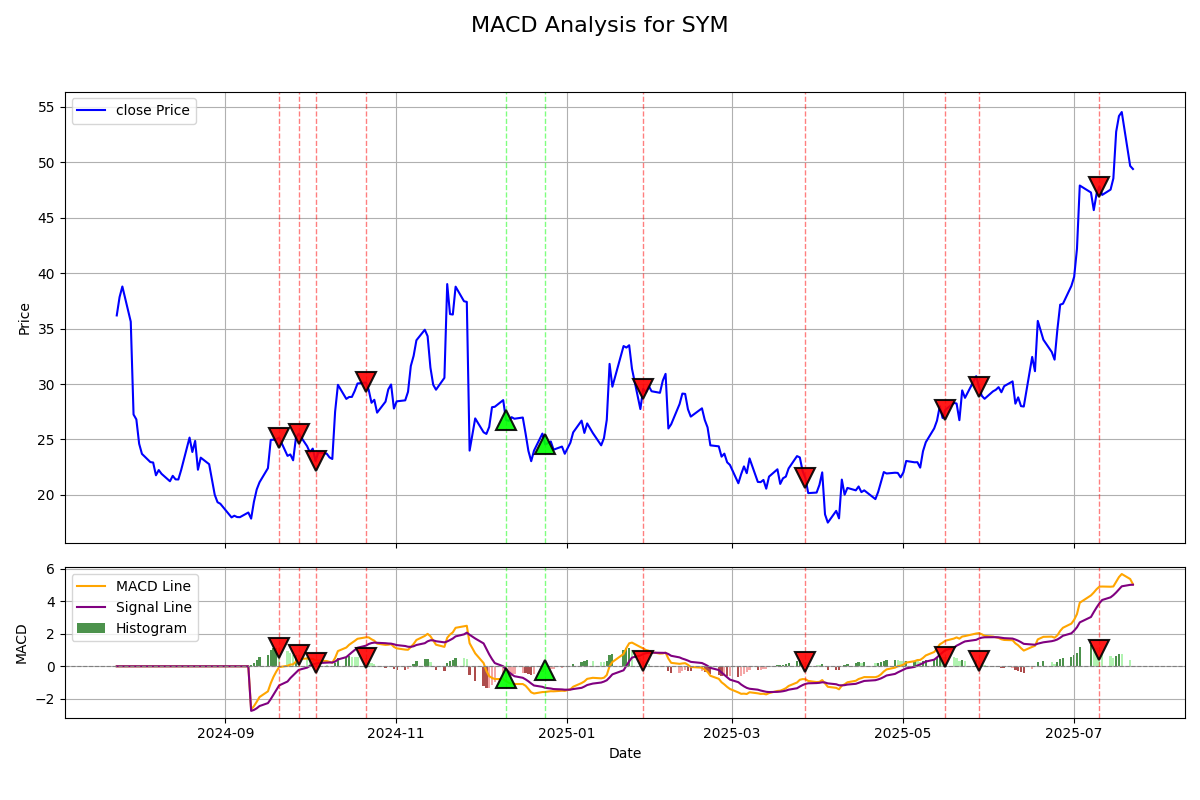 MACD Analysis for SYM
close Price
55
50
45
40
35
30
25
20
Price
MACD Line
Signal Line
Histogram
6
4
2
0
−2
MACD
2024-09
2024-11
2025-01
2025-03
2025-05
2025-07
Date